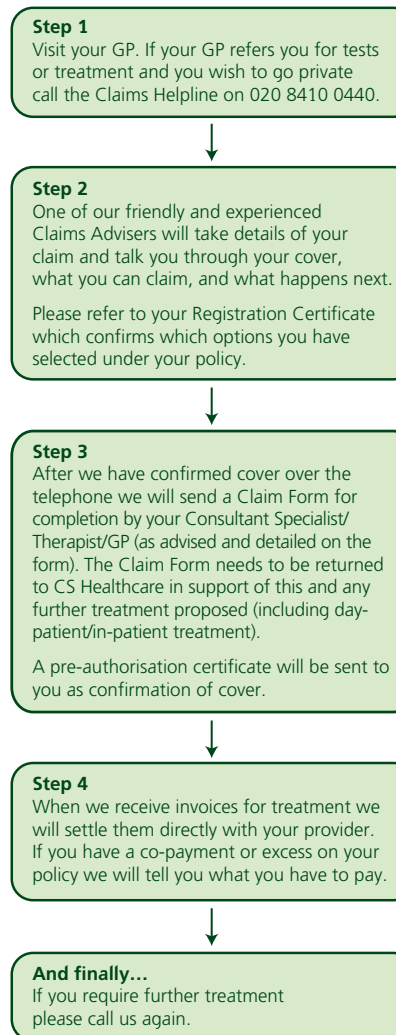 Step 1
Visit your GP. If your GP refers you for tests
or treatment and you wish to go private
call the Claims Helpline on 020 8410 0440.
Step 2
One of our friendly and experienced
Claims Advisers will take details of your
claim and talk you through your cover,
what you can claim, and what happens next.
Please refer to your Registration Certificate
which confirms which options you have
selected under your policy.
Step 3
After we have confirmed cover over the
telephone we will send a Claim Form for
completion by your Consultant Specialist/
Therapist/GP (as advised and detailed on the
form). The Claim Form needs to be returned
to CS Healthcare in support of this and any
further treatment proposed (including day-
patient/in-patient treatment).
A pre-authorisation certificate will be sent to
you as confirmation of cover.
Step 4
When we receive invoices for treatment we
will settle them directly with your provider.
If you have a co-payment or excess on your
policy we will tell you what you have to pay.
And finally…
If you require further treatment
please call us again.